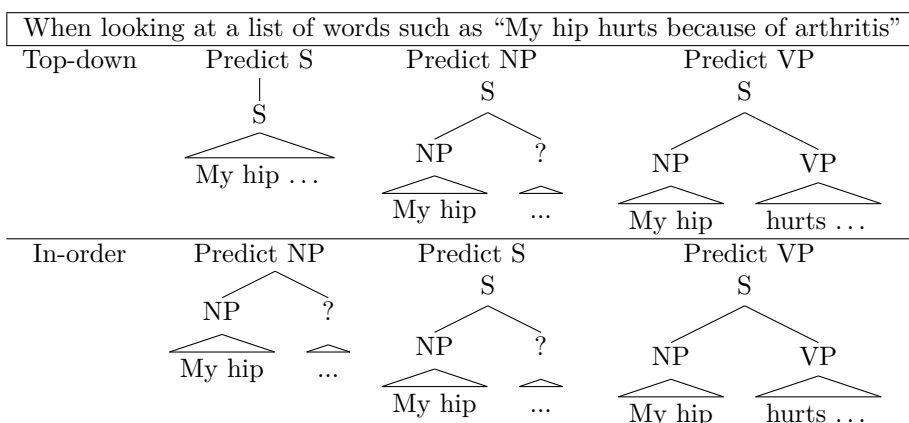 When looking at a list of words such as “My hip hurts because of arthritis”
Top-down Predict S Predict NP Predict VP
S S
S
NP ? NP VP
My hip …
My hip ... My hip hurts …
In-order Predict NP Predict S Predict VP
S S
NP ?
NP ? NP VP
My hip ...
My hip ... My hip hurts …